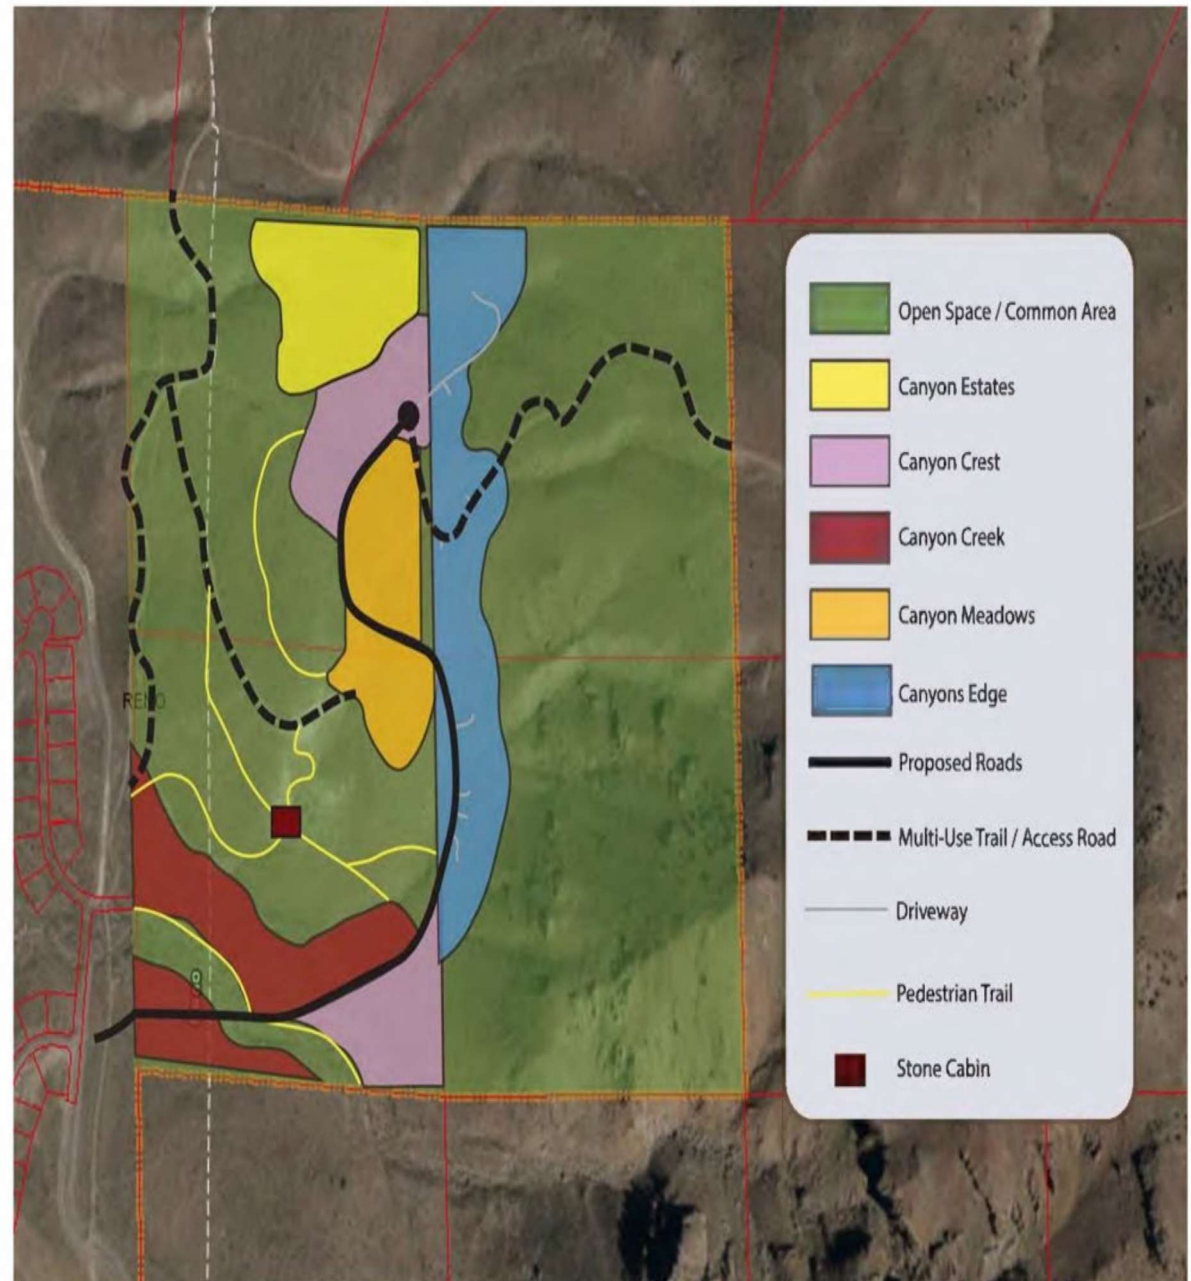 Open Space / Common Area
Canyon Estates
Canyon Crest
Canyon Creek
Canyon Meadows
Canyons Edge
RENO
Proposed Roads
Multi-Use Trail / Access Road
Driveway
Pedestrian Trail
Stone Cabin